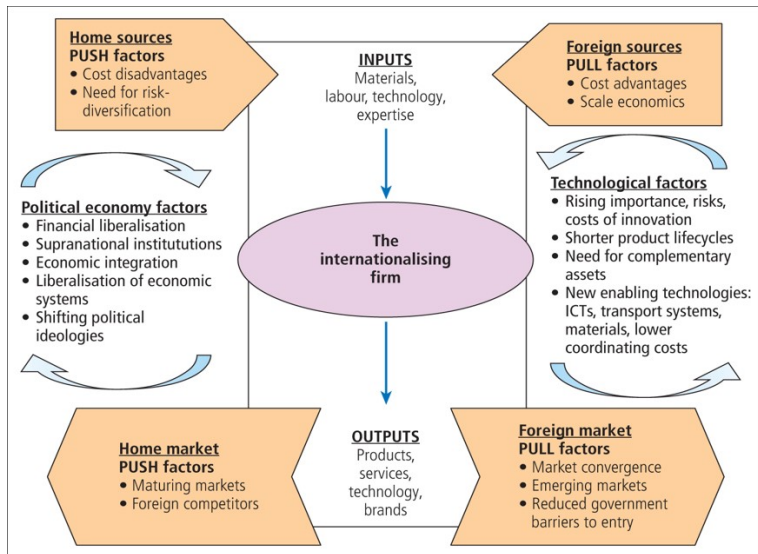 Home sources
PUSH factors
• Cost disadvantages
• Need for risk-
diversification
INPUTS
Materials,
labour, technology,
expertise
Foreign sources
PULL factors
• Cost advantages
• Scale economics
Political economy factors
• Financial liberalisation
• Supranational institutions
• Economic integration
• Liberalisation of economic
systems
• Shifting political
ideologies
The
internationalising
firm
Technological factors
• Rising importance, risks,
costs of innovation
• Shorter product lifecycles
• Need for complementary
assets
• New enabling technologies:
ICTs, transport systems,
materials, lower
coordinating costs
Home market
PUSH factors
• Maturing markets
• Foreign competitors
OUTPUTS
Products,
services,
technology,
brands
Foreign market
PULL factors
• Market convergence
• Emerging markets
• Reduced government
barriers to entry